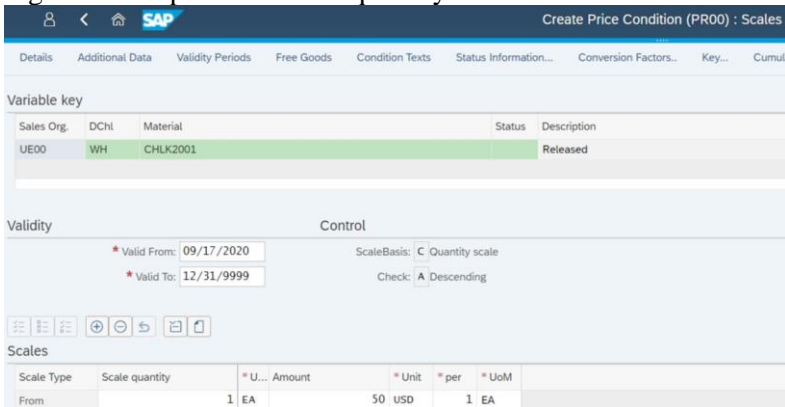 SAP Create Price Condition (PR00) : Scales
Details Additional Data Validity Periods Free Goods Condition Texts Status Information... Conversion Factors.. Key... Cumul
Variable key
Sales Org. DChl Material Status Description
UE00 WH CHLK2001 Released
Validity Control
* Valid From: 09/17/2020 ScaleBasis: C Quantity scale
* Valid To: 12/31/9999 Check: A Descending
Scales
Scale Type Scale quantity * U... Amount * Unit * per * UoM
From 1 EA 50 USD 1 EA